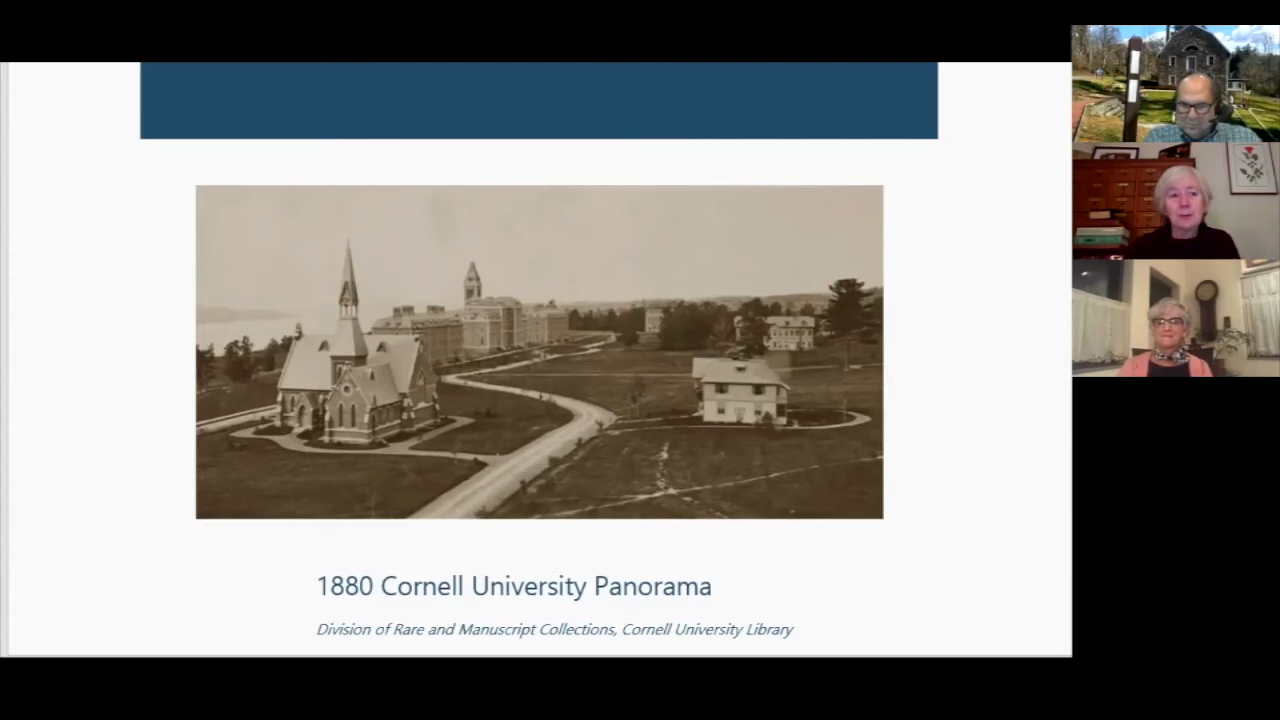 1880 Cornell University Panorama
Division of Rare and Manuscript Collections, Cornell University Library